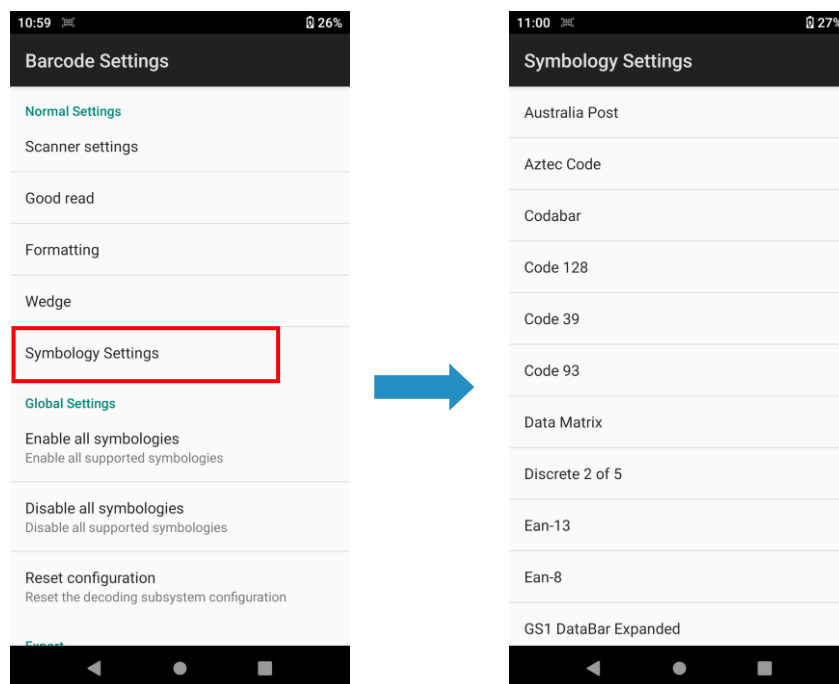 10:59
26%
Barcode Settings
Normal Settings
Scanner settings
Good read
Formatting
Wedge
Symbology Settings
Global Settings
Enable all symbologies
Enable all supported symbologies
Disable all symbologies
Disable all supported symbologies
Reset configuration
Reset the decoding subsystem configuration
Export
11:00
27%
Symbology Settings
Australia Post
Aztec Code
Codabar
Code 128
Code 39
Code 93
Data Matrix
Discrete 2 of 5
Ean-13
Ean-8
GS1 DataBar Expanded